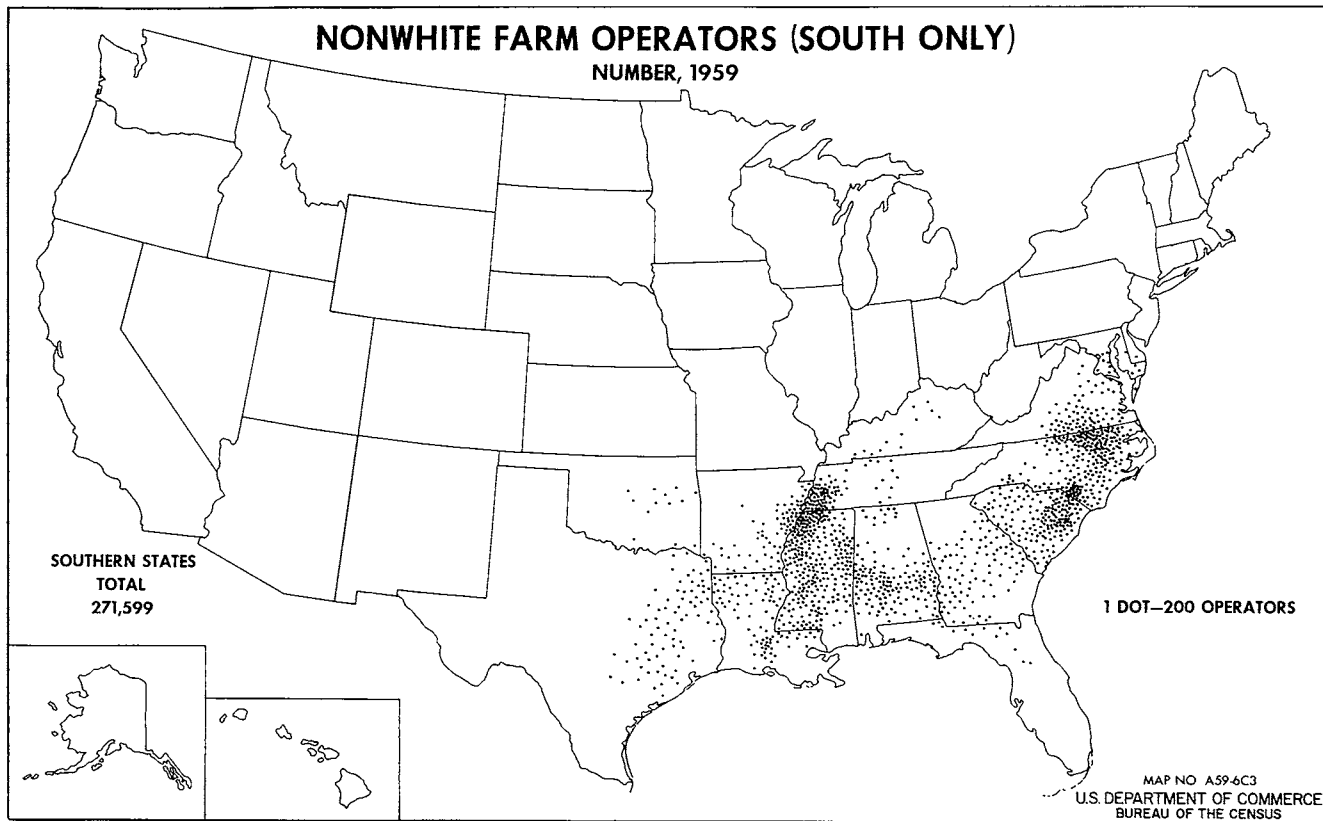 NONWHITE FARM OPERATORS (SOUTH ONLY)
NUMBER, 1959
SOUTHERN STATES
TOTAL
271,599
1 DOT—200 OPERATORS
MAP NO A59-6C3
U.S. DEPARTMENT OF COMMERCE
BUREAU OF THE CENSUS